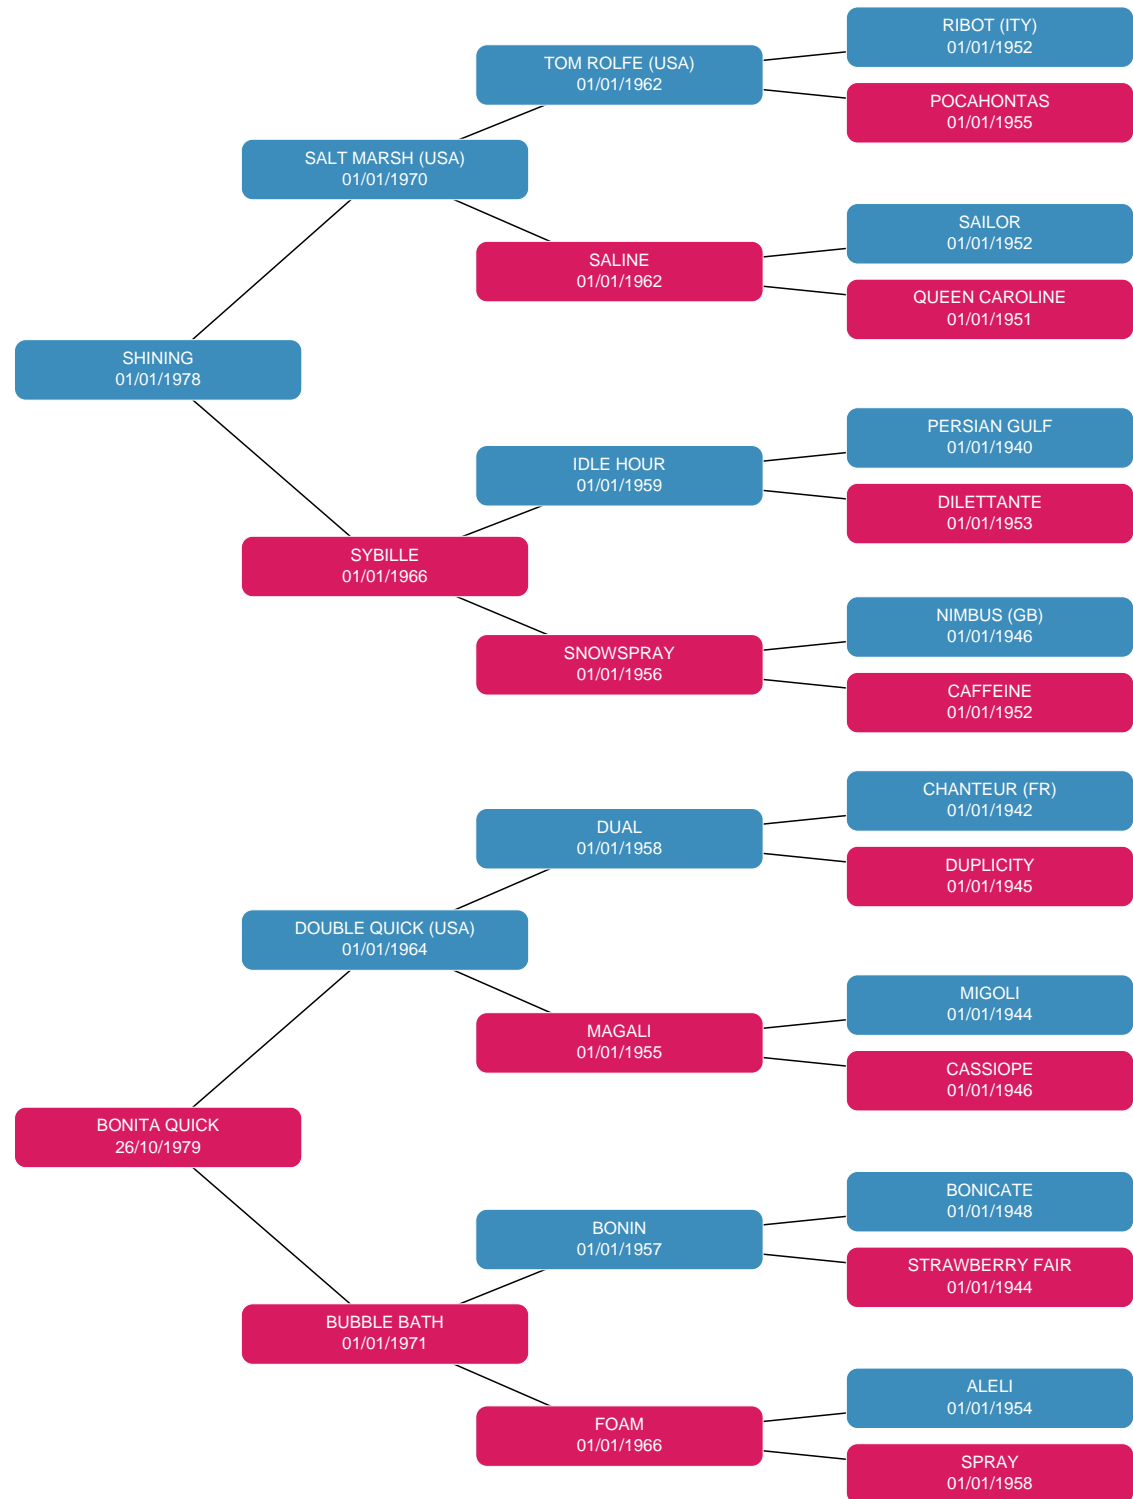 RIBOT (ITY)
01/01/1952
TOM ROLFE (USA)
01/01/1962
POCAHONTAS
01/01/1955
SALT MARSH (USA)
01/01/1970
SAILOR
01/01/1952
SALINE
01/01/1962
QUEEN CAROLINE
01/01/1951
SHINING
01/01/1978
PERSIAN GULF
01/01/1940
IDLE HOUR
01/01/1959
DILETTANTE
01/01/1953
SYBILLE
01/01/1966
NIMBUS (GB)
01/01/1946
SNOWSPRAY
01/01/1956
CAFFEINE
01/01/1952
CHANTEUR (FR)
01/01/1942
DUAL
01/01/1958
DUPLICITY
01/01/1945
DOUBLE QUICK (USA)
01/01/1964
MIGOLI
01/01/1944
MAGALI
01/01/1955
CASSIOPE
01/01/1946
BONITA QUICK
26/10/1979
BONICATE
01/01/1948
BONIN
01/01/1957
STRAWBERRY FAIR
01/01/1944
BUBBLE BATH
01/01/1971
ALELI
01/01/1954
FOAM
01/01/1966
SPRAY
01/01/1958